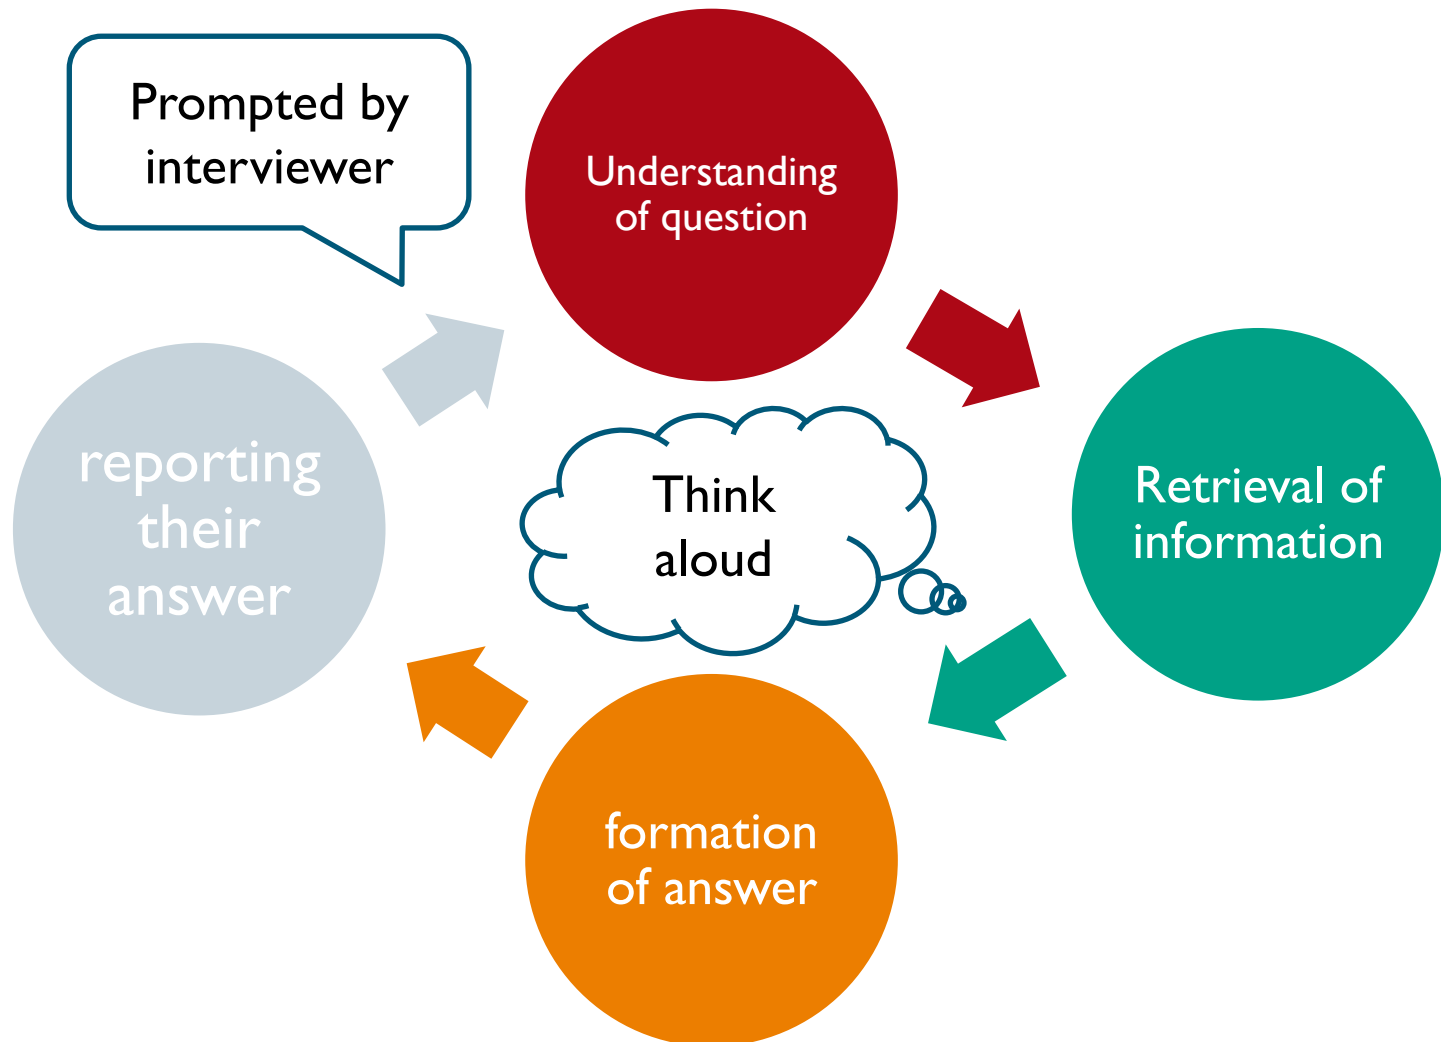 Prompted by
interviewer
Understanding
of question
Retrieval of
information
formation
of answer
reporting
their
answer
Think
aloud